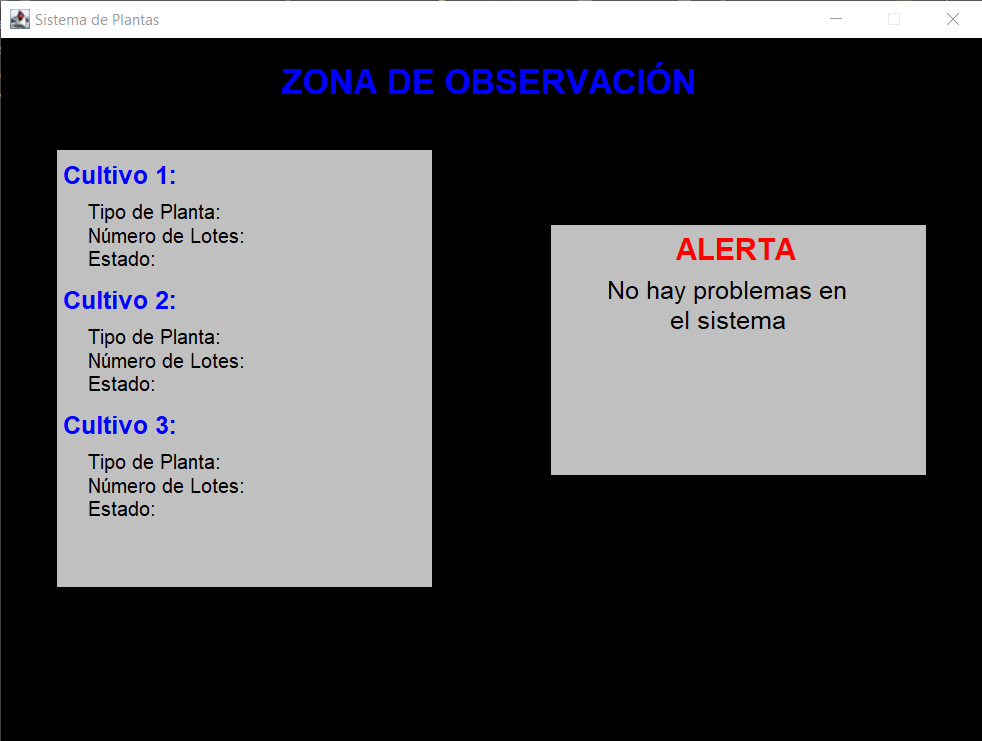 Sistema de Plantas
ZONA DE OBSERVACIÓN
Cultivo 1:
Tipo de Planta:
Número de Lotes:
Estado:
Cultivo 2:
Tipo de Planta:
Número de Lotes:
Estado:
Cultivo 3:
Tipo de Planta:
Número de Lotes:
Estado:
ALERTA
No hay problemas en
el sistema